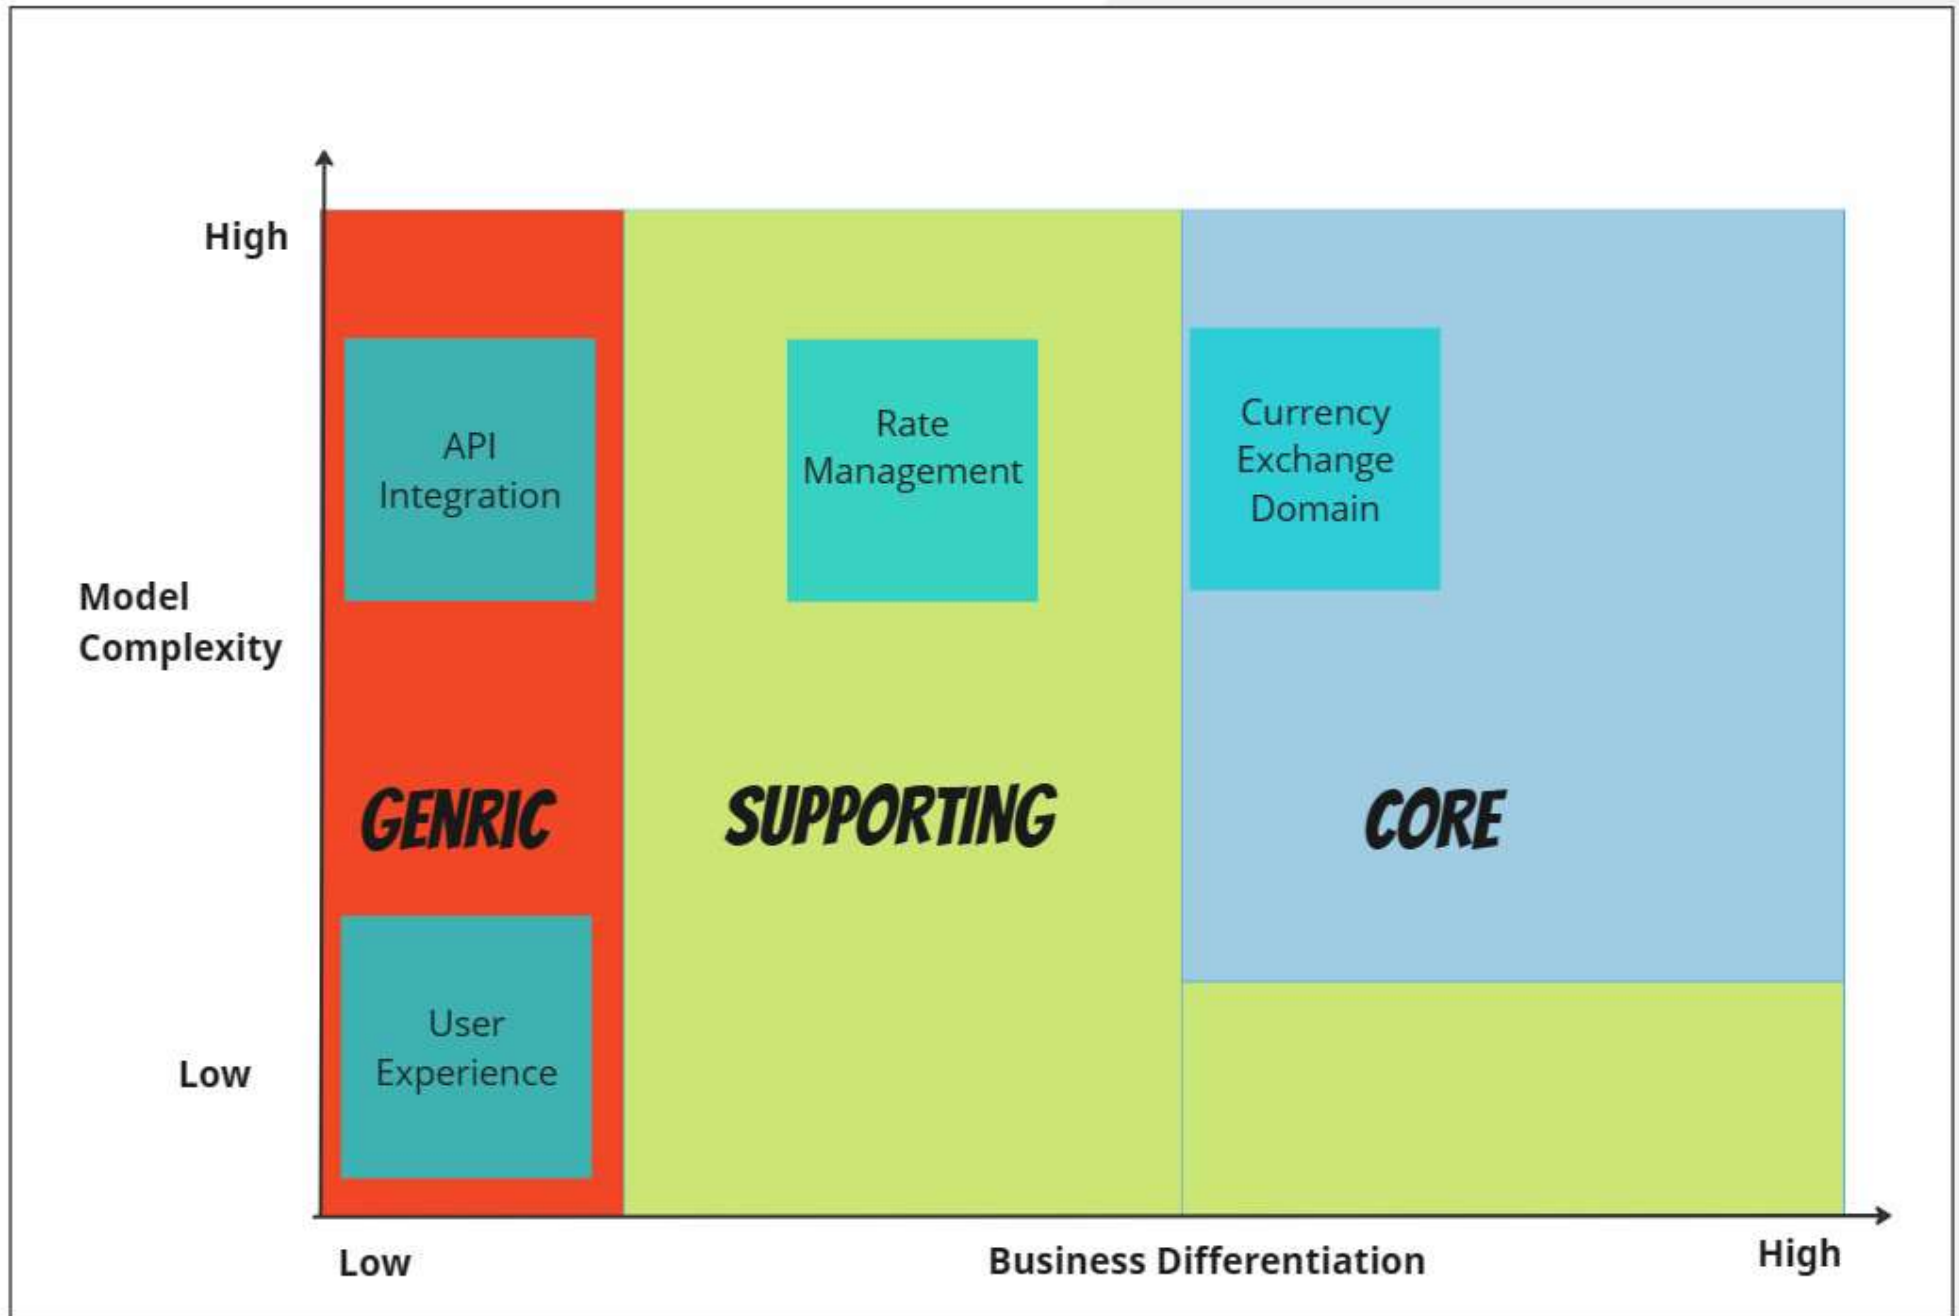 High
API
Integration
Rate
Management
Currency
Exchange
Domain
Model
Complexity
GENRIC
SUPPORTING
CORE
User
Experience
Low
Low
Business Differentiation
High